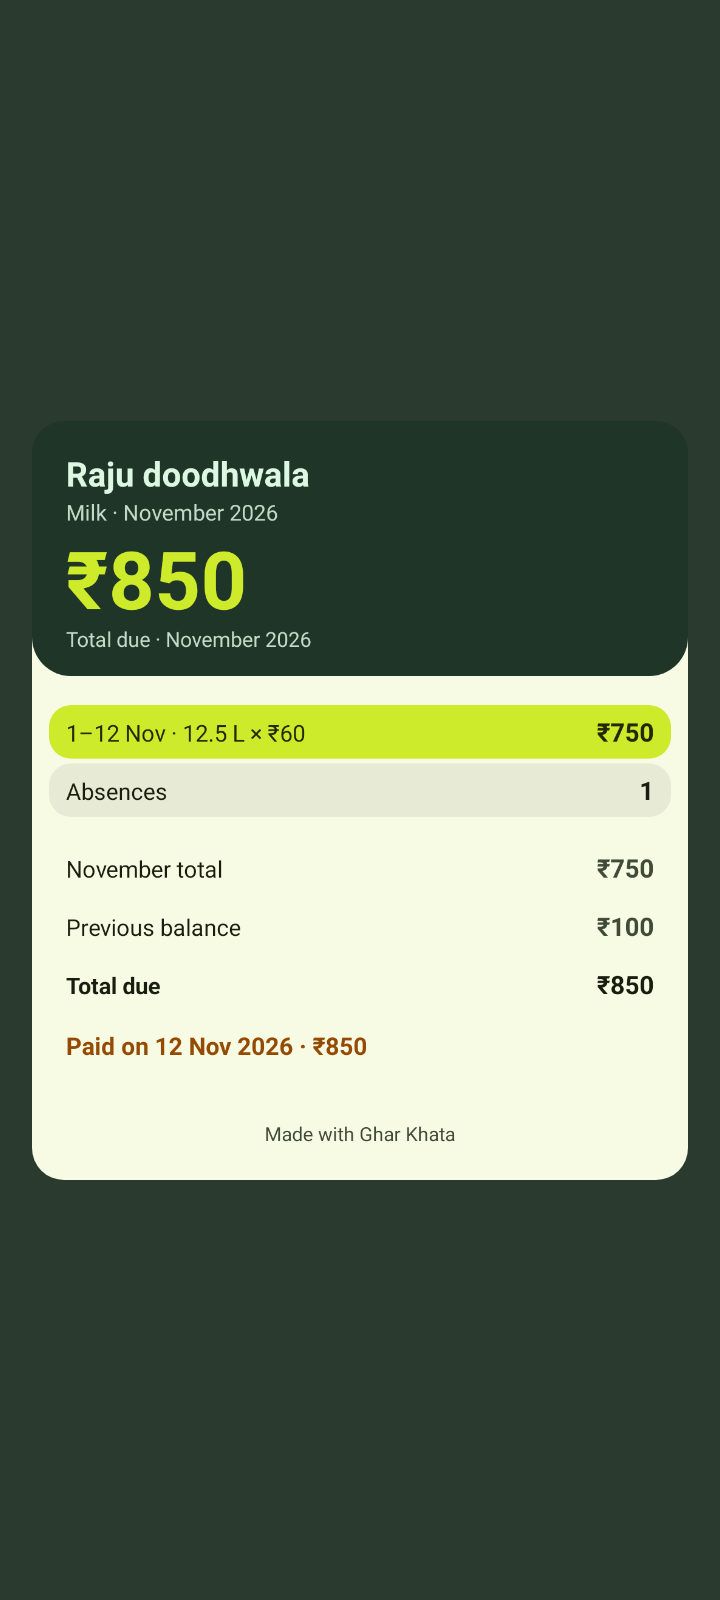 Raju doodhwala
Milk · November 2026
₹850
Total due · November 2026
1–12 Nov · 12.5 L × ₹60 ₹750
Absences 1
November total ₹750
Previous balance ₹100
Total due ₹850
Paid on 12 Nov 2026 · ₹850
Made with Ghar Khata